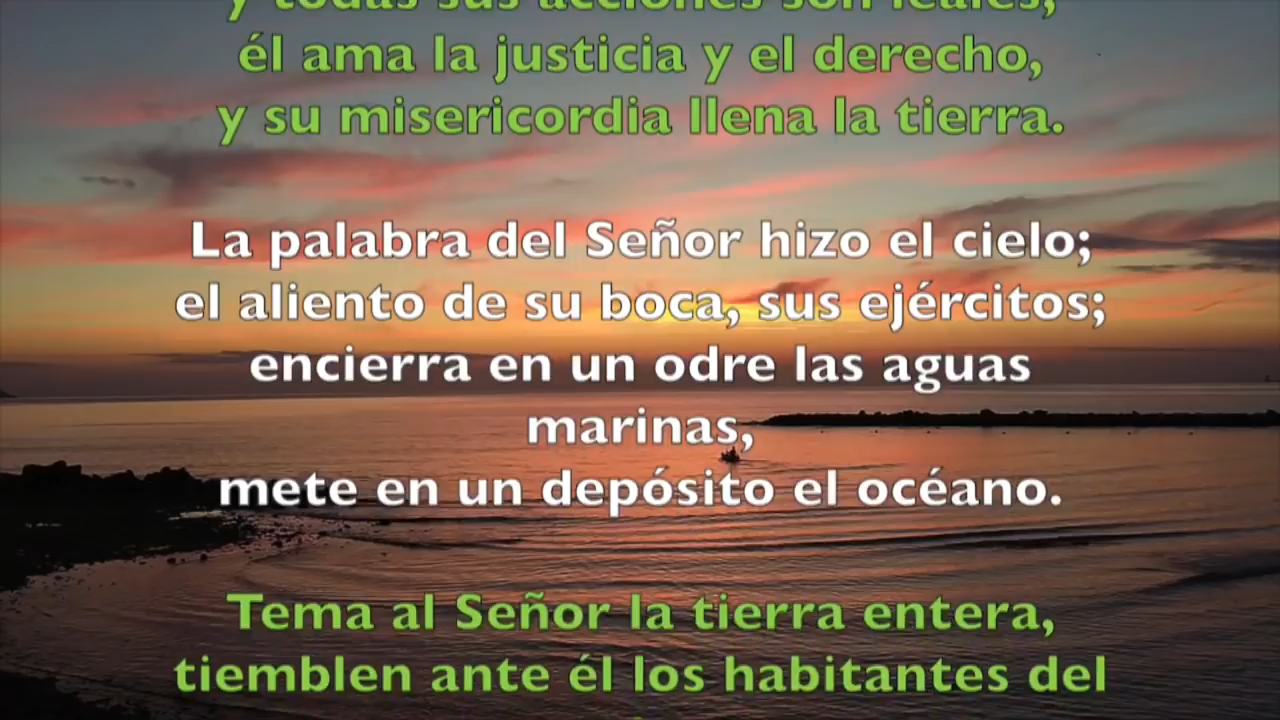 y todas sus acciones son leales;
él ama la justicia y el derecho,
y su misericordia llena la tierra.
La palabra del Señor hizo el cielo;
el aliento de su boca, sus ejércitos;
encierra en un odre las aguas
marinas,
mete en un depósito el océano.
Tema al Señor la tierra entera,
tiemblen ante él los habitantes del